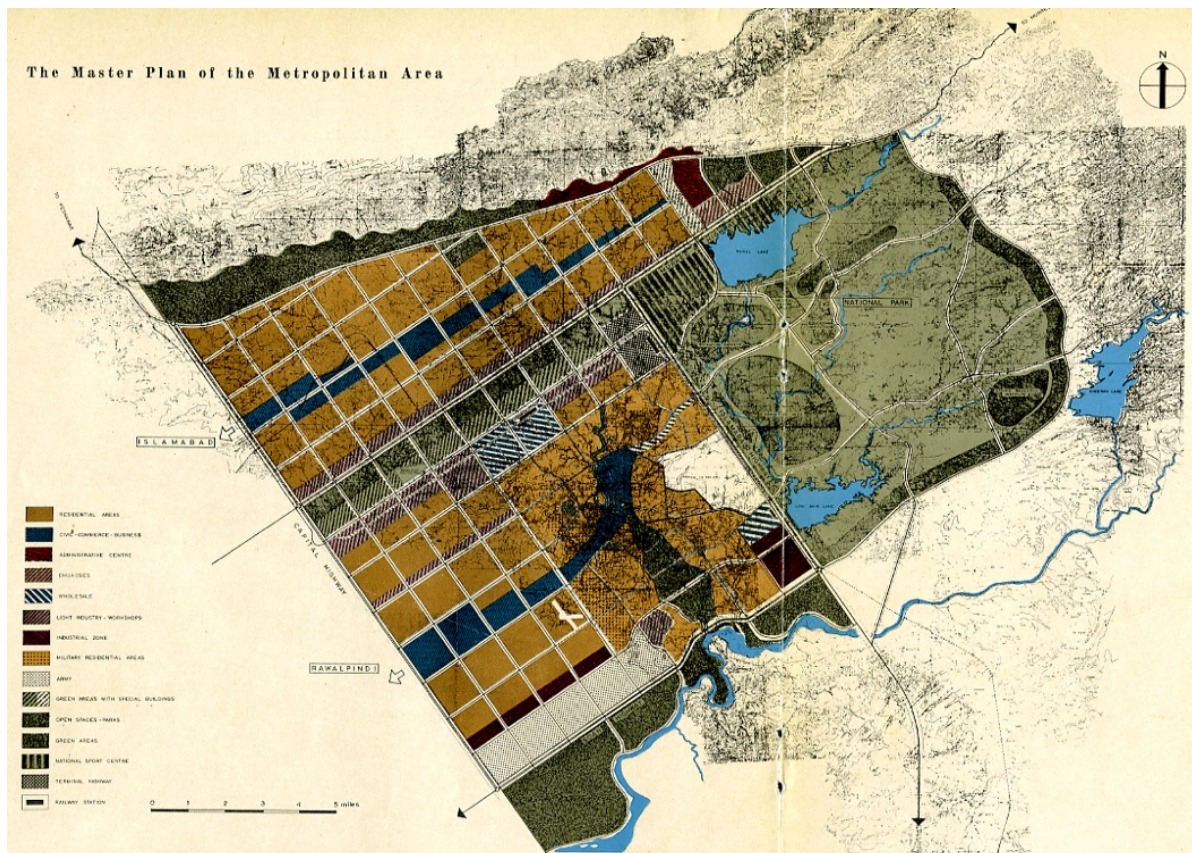 The Master Plan of the Metropolitan Area
N
RAWAL LAKE
NATIONAL PARK
ISLAMABAD
CAPITAL HIGHWAY
RAWALPINDI
RESIDENTIAL AREAS
CIVIC-COMMERCE-BUSINESS
ADMINISTRATIVE CENTRE
EMBASSIES
WHOLESALE
LIGHT INDUSTRY-WORKSHOPS
INDUSTRIAL ZONE
MILITARY RESIDENTIAL AREAS
ARMY
GREEN AREAS WITH SPECIAL BUILDINGS
OPEN SPACES-PARKS
GREEN AREAS
NATIONAL SPORT CENTRE
TERMINAL HIGHWAY
RAILWAY STATION
0 1 2 3 4 5 miles